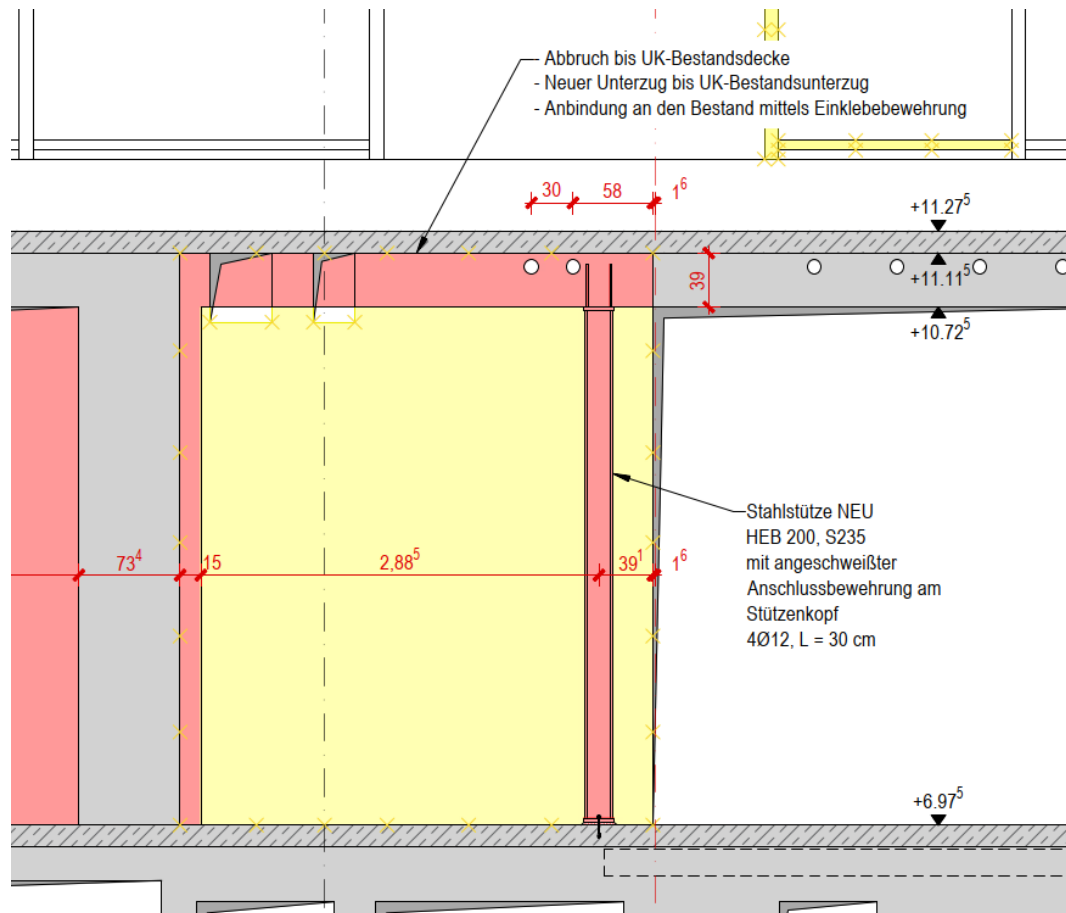 - Abbruch bis UK-Bestandsdecke
- Neuer Unterzug bis UK-Bestandsunterzug
- Anbindung an den Bestand mittels Einklebebewehrung
30 58 1⁶
+11.27⁵
39
+11.11⁵
+10.72⁵
Stahlstütze NEU
HEB 200, S235
mit angeschweißter
Anschlussbewehrung am
Stützenkopf
4Ø12, L = 30 cm
73⁴ 15 2,88⁵ 39¹ 1⁶
+6.97⁵